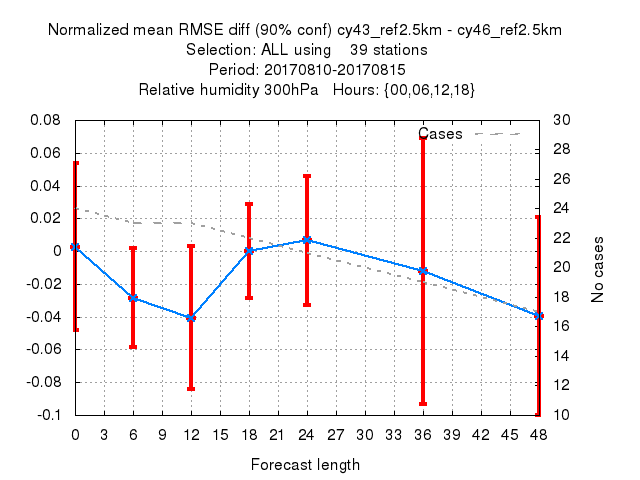 Normalized mean RMSE diff (90% conf) cy43_ref2.5km - cy46_ref2.5km
Selection: ALL using    39 stations
Period: 20170810-20170815
Relative humidity 300hPa   Hours: {00,06,12,18}
Cases
0.08
0.06
0.04
0.02
0
-0.02
-0.04
-0.06
-0.08
-0.1
30
28
26
24
22
20
18
16
14
12
10
No cases
0 3 6 9 12 15 18 21 24 27 30 33 36 39 42 45 48
Forecast length